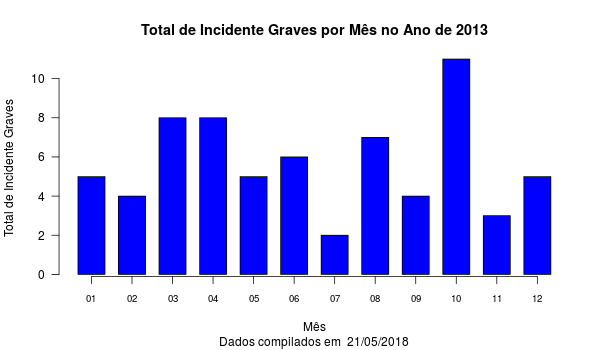 Total de Incidente Graves por Mês no Ano de 2013
Total de Incidente Graves
10
8
6
4
2
0
01 02 03 04 05 06 07 08 09 10 11 12
Mês
Dados compilados em 21/05/2018